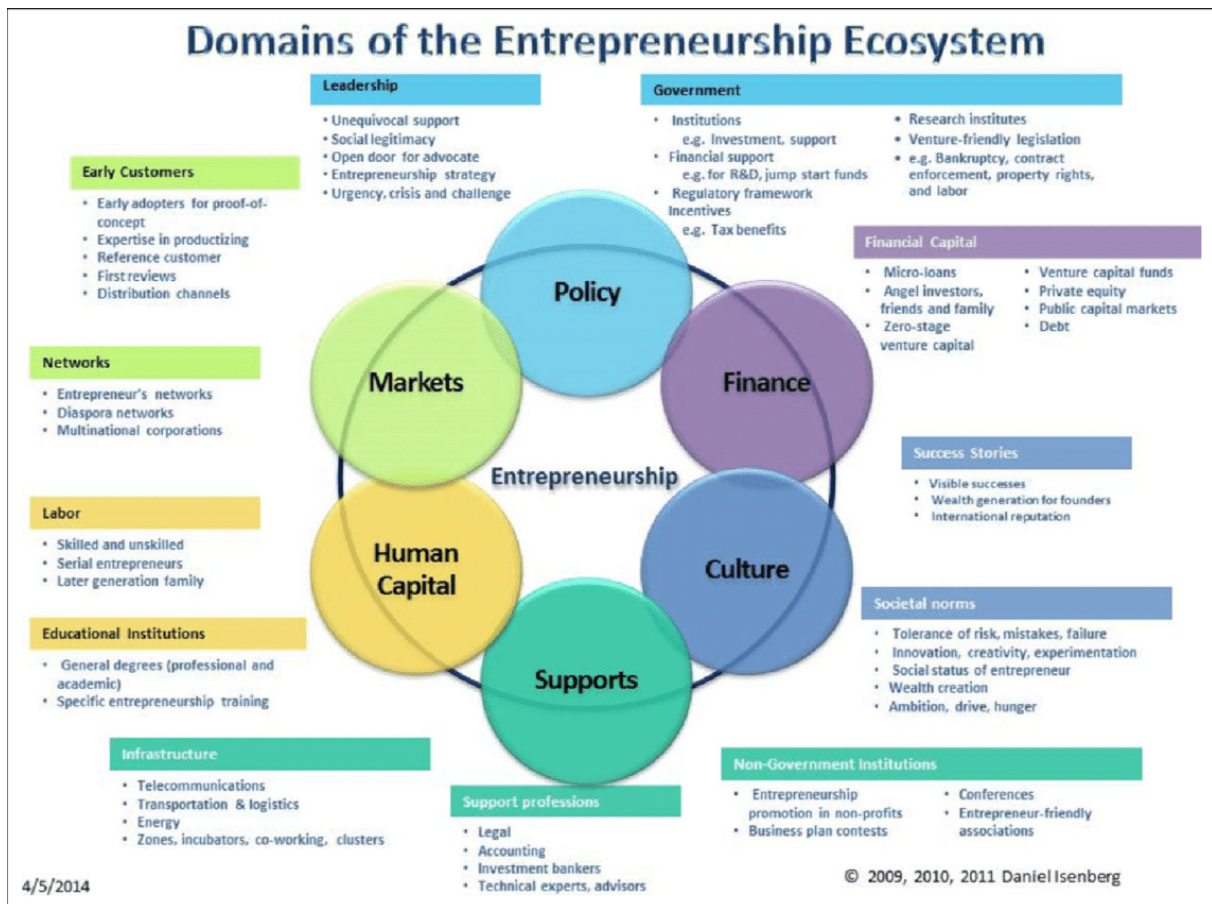 Domains of the Entrepreneurship Ecosystem
Leadership
• Unequivocal support
• Social legitimacy
• Open door for advocate
• Entrepreneurship strategy
• Urgency, crisis and challenge
Government
• Institutions
e.g. Investment, support
• Financial support
e.g. for R&D, jump start funds
• Regulatory framework
Incentives
e.g. Tax benefits
• Research institutes
• Venture-friendly legislation
• e.g. Bankruptcy, contract
enforcement, property rights,
and labor
Early Customers
• Early adopters for proof-of-
concept
• Expertise in productizing
• Reference customer
• First reviews
• Distribution channels
Financial Capital
• Micro-loans
• Angel investors,
friends and family
• Zero-stage
venture capital
• Venture capital funds
• Private equity
• Public capital markets
• Debt
Networks
• Entrepreneur's networks
• Diaspora networks
• Multinational corporations
Policy
Markets
Finance
Entrepreneurship
Human
Capital
Culture
Supports
Success Stories
• Visible successes
• Wealth generation for founders
• International reputation
Labor
• Skilled and unskilled
• Serial entrepreneurs
• Later generation family
Societal norms
• Tolerance of risk, mistakes, failure
• Innovation, creativity, experimentation
• Social status of entrepreneur
• Wealth creation
• Ambition, drive, hunger
Educational Institutions
• General degrees (professional and
academic)
• Specific entrepreneurship training
Infrastructure
• Telecommunications
• Transportation & logistics
• Energy
• Zones, incubators, co-working, clusters
Support professions
• Legal
• Accounting
• Investment bankers
• Technical experts, advisors
Non-Government Institutions
• Entrepreneurship
promotion in non-profits
• Business plan contests
• Conferences
• Entrepreneur-friendly
associations
4/5/2014
© 2009, 2010, 2011 Daniel Isenberg